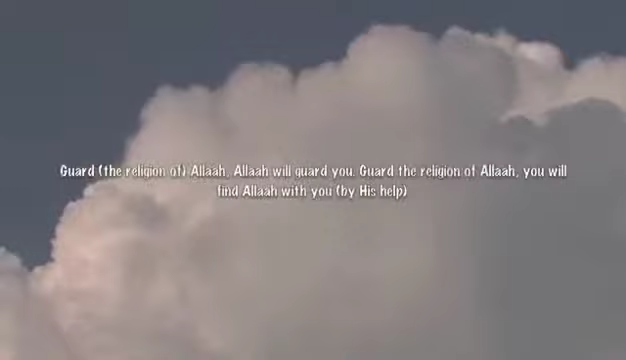 Guard (the religion of) Allaah, Allaah will guard you. Guard the religion of Allaah, you will
find Allaah with you (by His help)